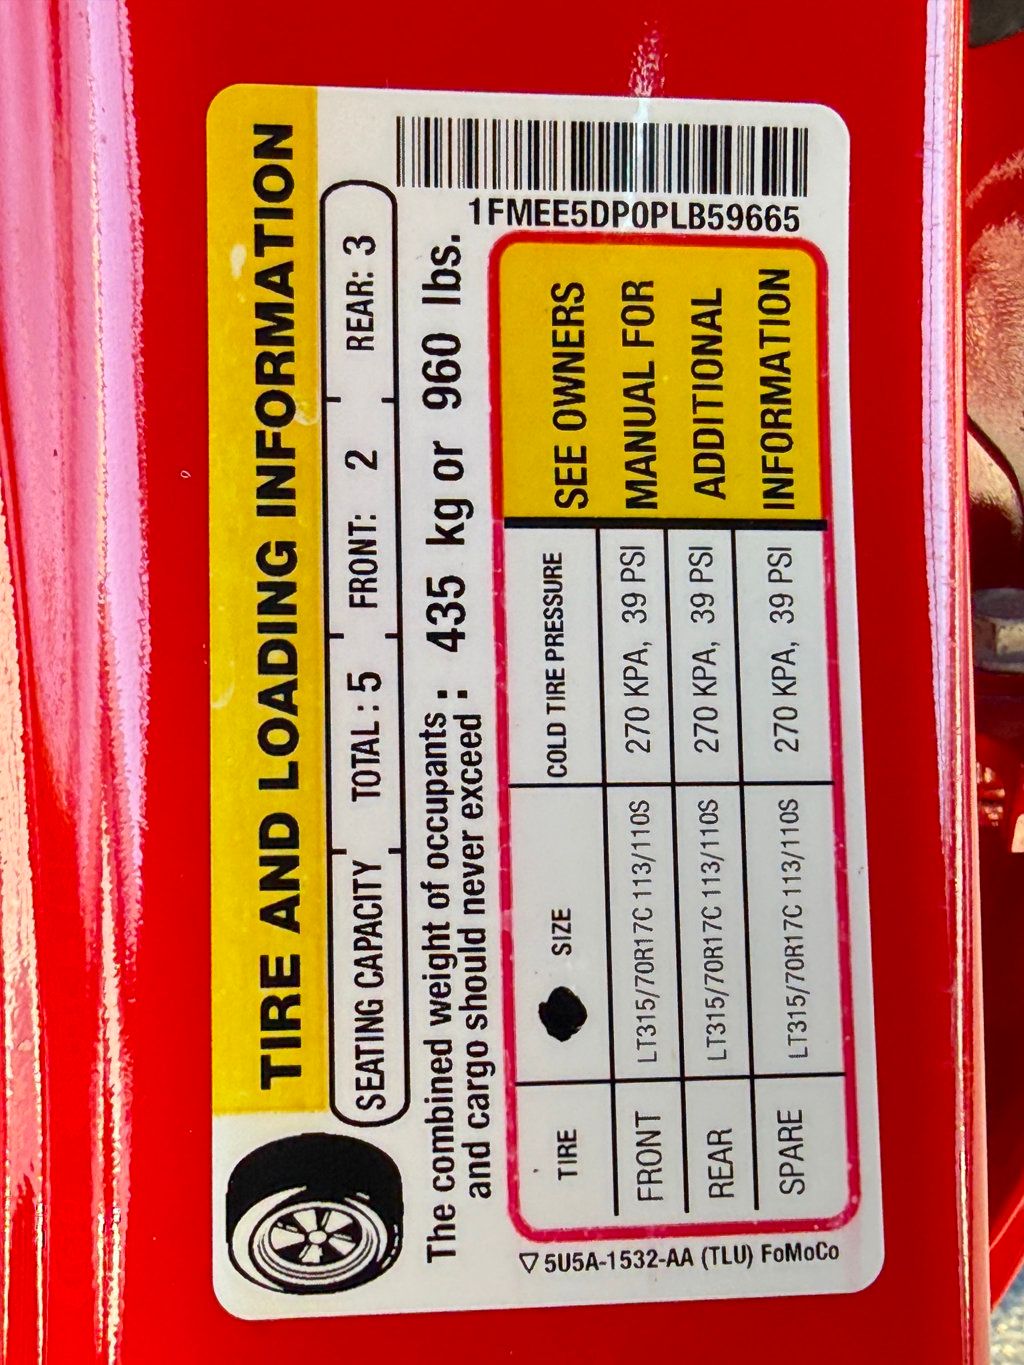 TIRE AND LOADING INFORMATION
SEATING CAPACITY TOTAL : 5 FRONT: 2 REAR: 3
The combined weight of occupants : 435 kg or 960 lbs.
and cargo should never exceed :
1FMEE5DP0PLB59665
TIRE SIZE COLD TIRE PRESSURE
FRONT LT315/70R17C 113/110S 270 KPA, 39 PSI
REAR LT315/70R17C 113/110S 270 KPA, 39 PSI
SPARE LT315/70R17C 113/110S 270 KPA, 39 PSI
SEE OWNERS
MANUAL FOR
ADDITIONAL
INFORMATION
▽ 5U5A-1532-AA (TLU) FoMoCo